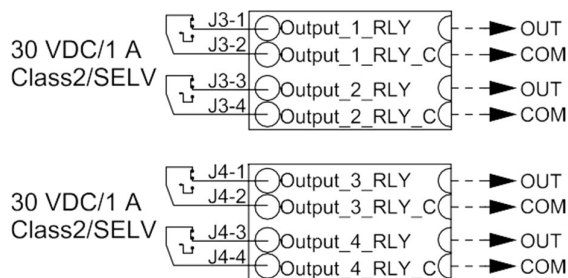 J3-1 Output_1_RLY OUT
30 VDC/1 A J3-2 Output_1_RLY_C COM
Class2/SELV J3-3 Output_2_RLY OUT
J3-4 Output_2_RLY_C COM
J4-1 Output_3_RLY OUT
30 VDC/1 A J4-2 Output_3_RLY_C COM
Class2/SELV J4-3 Output_4_RLY OUT
J4-4 Output_4_RLY_C COM